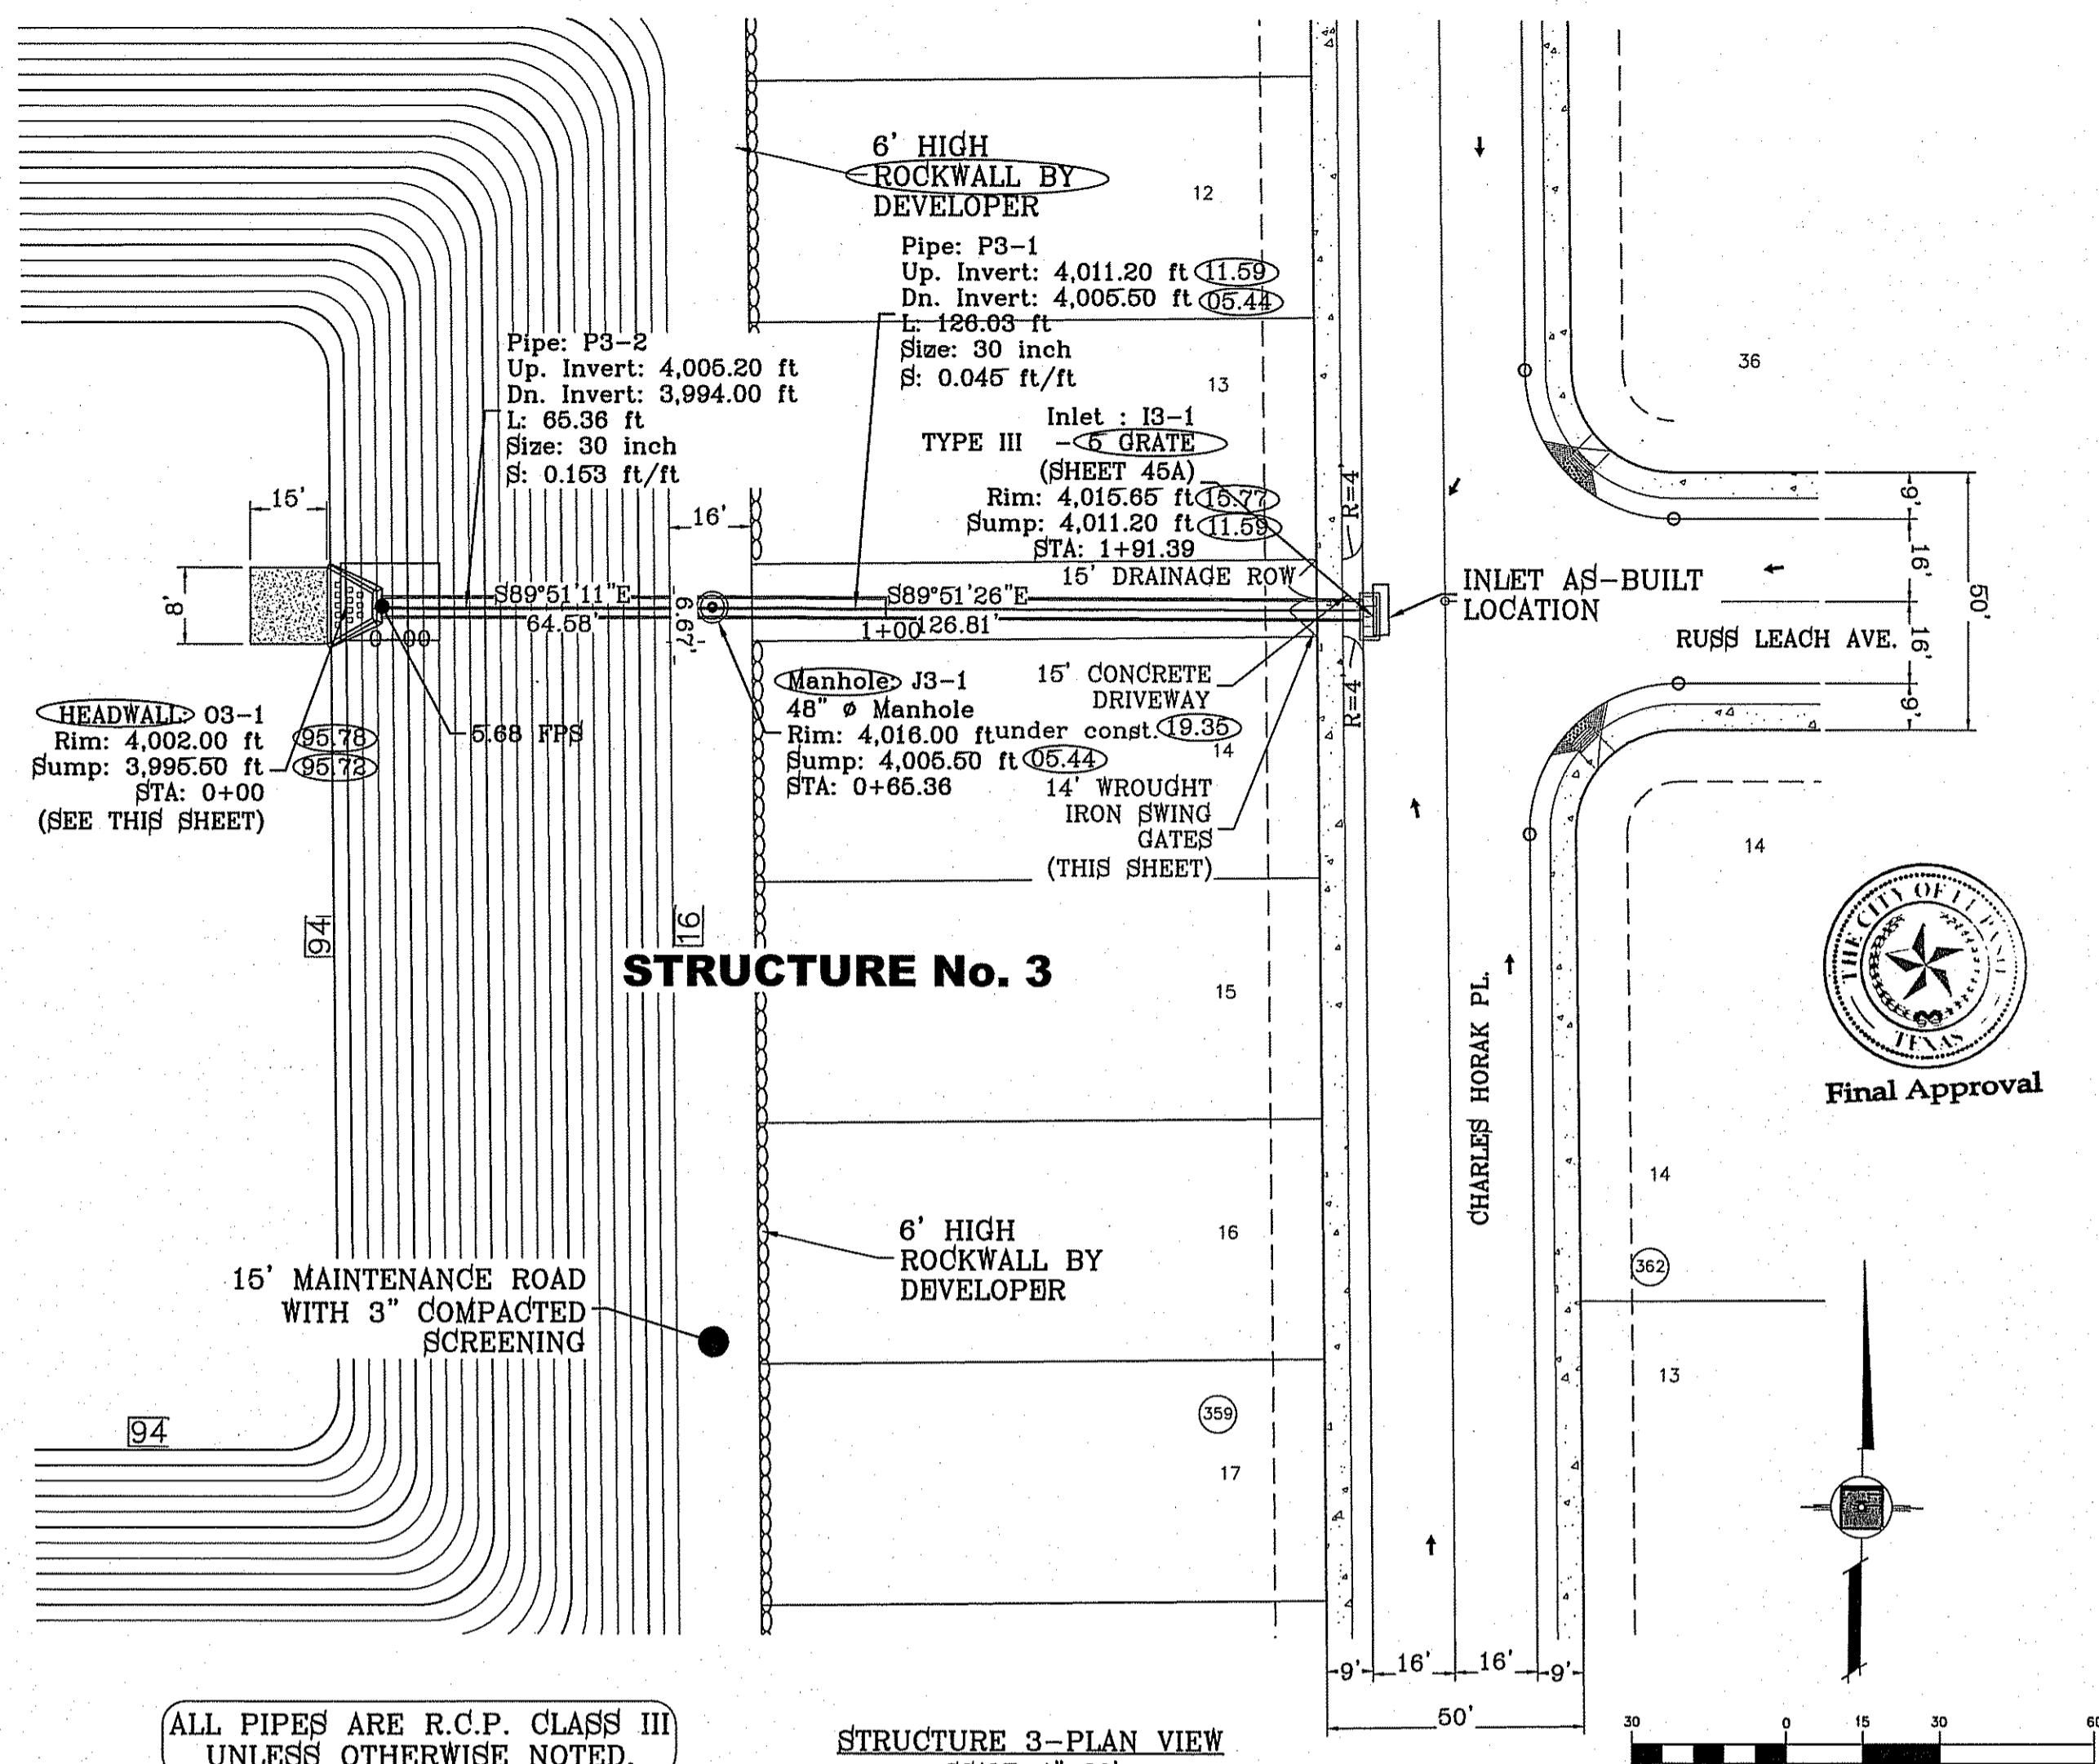 6' HIGH
ROCKWALL BY
DEVELOPER
12
Pipe: P3-1
Up. Invert: 4,011.20 ft 11.59
Dn. Invert: 4,005.50 ft 05.44
L: 126.03 ft
Size: 30 inch
S: 0.045 ft/ft
13
36
Pipe: P3-2
Up. Invert: 4,005.20 ft
Dn. Invert: 3,994.00 ft
L: 65.36 ft
Size: 30 inch
S: 0.153 ft/ft
Inlet : I3-1
TYPE III - 5 GRATE
(SHEET 45A)
Rim: 4,015.65 ft 15.77
Sump: 4,011.20 ft 11.59
STA: 1+91.39
R=4
15'
16'
8'
15' DRAINAGE ROW
S89°51'11"E
64.58'
S89°51'26"E
126.81'
0+00
1+00
INLET AS-BUILT
LOCATION
RUSS LEACH AVE.
9'
16'
16'
9'
50'
HEADWALL: O3-1
Rim: 4,002.00 ft 95.78
Sump: 3,995.50 ft 95.72
STA: 0+00
(SEE THIS SHEET)
5.68 FPS
Manhole: J3-1
48" ø Manhole
Rim: 4,016.00 ft under const. 19.35
Sump: 4,005.50 ft 05.44
STA: 0+65.36
15' CONCRETE
DRIVEWAY
R=4
14
14' WROUGHT
IRON SWING
GATES
(THIS SHEET)
14
94
16
STRUCTURE No. 3
15
CHARLES HORAK PL.
THE CITY OF EL PASO
TEXAS
Final Approval
14
16
6' HIGH
ROCKWALL BY
DEVELOPER
362
15' MAINTENANCE ROAD
WITH 3" COMPACTED
SCREENING
13
359
94
17
9'
16'
16'
9'
50'
ALL PIPES ARE R.C.P. CLASS III
UNLESS OTHERWISE NOTED.
STRUCTURE 3-PLAN VIEW
30
0
15
30
60